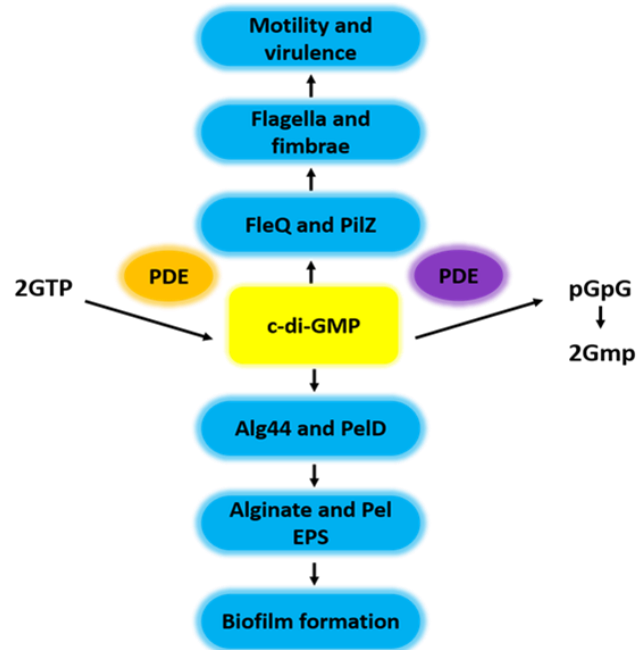 Motility and
virulence
Flagella and
fimbrae
FleQ and PilZ
PDE
PDE
2GTP
c-di-GMP
pGpG
2Gmp
Alg44 and PelD
Alginate and Pel
EPS
Biofilm formation